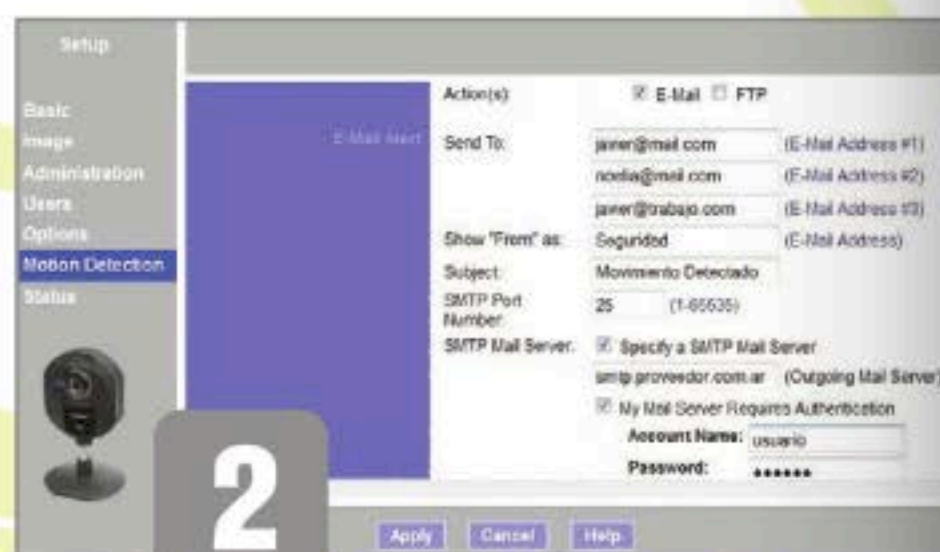 Setup
Basic
Image
Administration
Users
Options
Motion Detection
Status
E-Mail Alert
Action(s): E-Mail FTP
Send To: javier@mail.com (E-Mail Address #1)
noelia@mail.com (E-Mail Address #2)
javier@trabajo.com (E-Mail Address #3)
Show "From" as: Seguridad (E-Mail Address)
Subject: Movimiento Detectado
SMTP Port Number: 25 (1-65535)
SMTP Mail Server: Specify a SMTP Mail Server
smtp.proveedor.com.ar (Outgoing Mail Server)
My Mail Server Requires Authentication
Account Name: usuario
Password: ●●●●●●
2
Apply Cancel Help